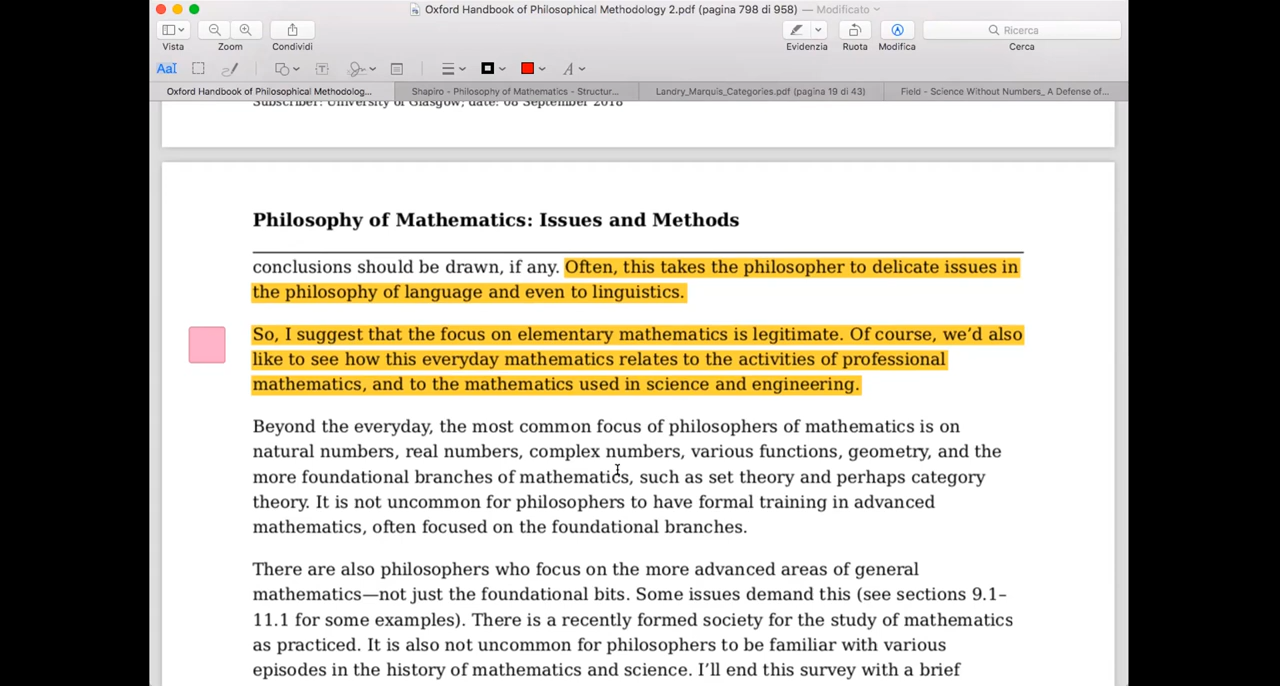 Oxford Handbook of Philosophical Methodology 2.pdf (pagina 798 di 958) — Modificato
Vista
Zoom
Condividi
Evidenzia
Ruota
Modifica
Ricerca
Cerca
AaI
A
Oxford Handbook of Philosophical Methodolog...
Shapiro - Philosophy of Mathematics - Structur...
Landry_Marquis_Categories.pdf (pagina 19 di 43)
Field - Science Without Numbers_ A Defense of...
Subscriber: University of Glasgow; date: 08 September 2018
Philosophy of Mathematics: Issues and Methods
conclusions should be drawn, if any. Often, this takes the philosopher to delicate issues in
the philosophy of language and even to linguistics.
So, I suggest that the focus on elementary mathematics is legitimate. Of course, we’d also
like to see how this everyday mathematics relates to the activities of professional
mathematics, and to the mathematics used in science and engineering.
Beyond the everyday, the most common focus of philosophers of mathematics is on
natural numbers, real numbers, complex numbers, various functions, geometry, and the
more foundational branches of mathematics, such as set theory and perhaps category
theory. It is not uncommon for philosophers to have formal training in advanced
mathematics, often focused on the foundational branches.
There are also philosophers who focus on the more advanced areas of general
mathematics—not just the foundational bits. Some issues demand this (see sections 9.1–
11.1 for some examples). There is a recently formed society for the study of mathematics
as practiced. It is also not uncommon for philosophers to be familiar with various
episodes in the history of mathematics and science. I’ll end this survey with a brief